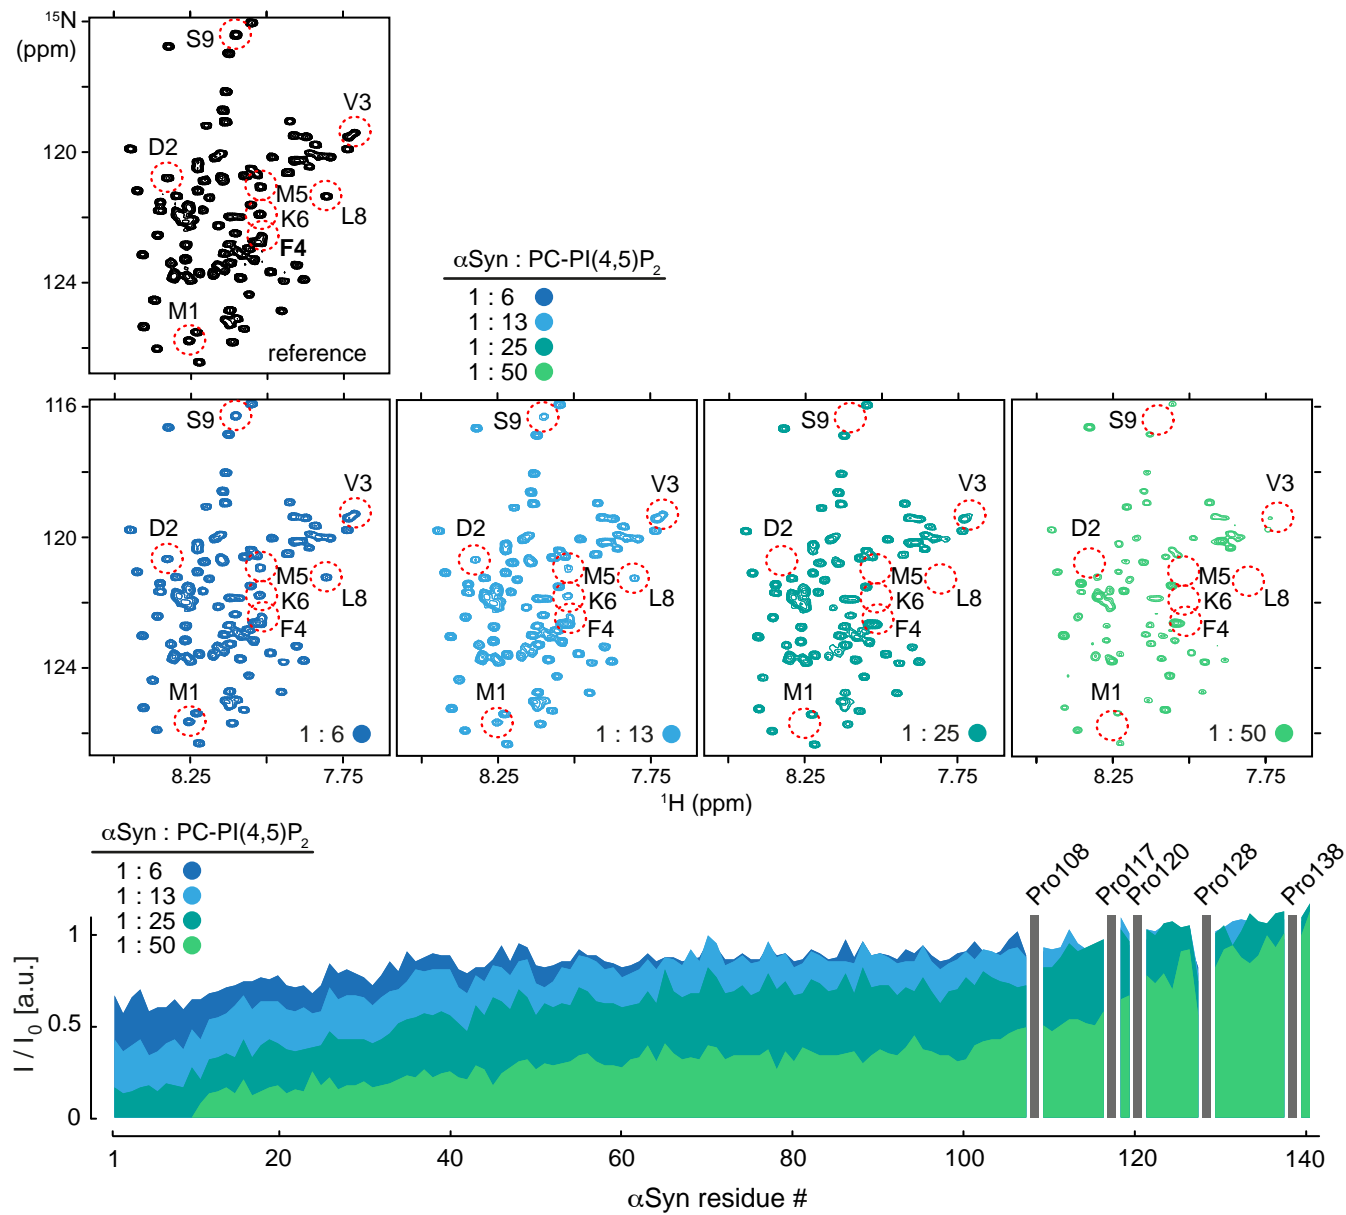 ¹⁵N
(ppm)
S9
V3
D2
120
M5
K6
L8
F4
124
M1
reference
αSyn : PC-PI(4,5)P₂
1 : 6
1 : 13
1 : 25
1 : 50
116
S9
S9
S9
S9
V3
V3
V3
V3
D2
D2
D2
D2
120
M5
M5
M5
M5
K6
K6
K6
K6
L8
L8
L8
L8
F4
F4
F4
F4
124
M1
M1
M1
M1
1 : 6
1 : 13
1 : 25
1 : 50
8.25 7.75
8.25 7.75
8.25 7.75
8.25 7.75
¹H (ppm)
αSyn : PC-PI(4,5)P₂
1 : 6
1 : 13
1 : 25
1 : 50
Pro108
Pro117
Pro120
Pro128
Pro138
1
0.5
0
I / I₀ [a.u.]
1 20 40 60 80 100 120 140
αSyn residue #